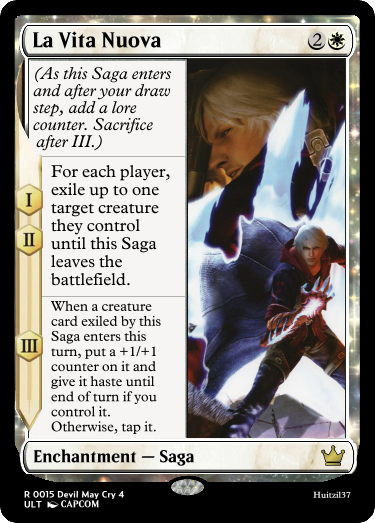 La Vita Nuova 2
(As this Saga enters
and after your draw
step, add a lore
counter. Sacrifice
after III.)
I
II
For each player,
exile up to one
target creature
they control
until this Saga
leaves the
battlefield.
III
When a creature
card exiled by this
Saga enters this
turn, put a +1/+1
counter on it and
give it haste until
end of turn if you
control it.
Otherwise, tap it.
Enchantment — Saga
R 0015 Devil May Cry 4
ULT CAPCOM
Huitzil37